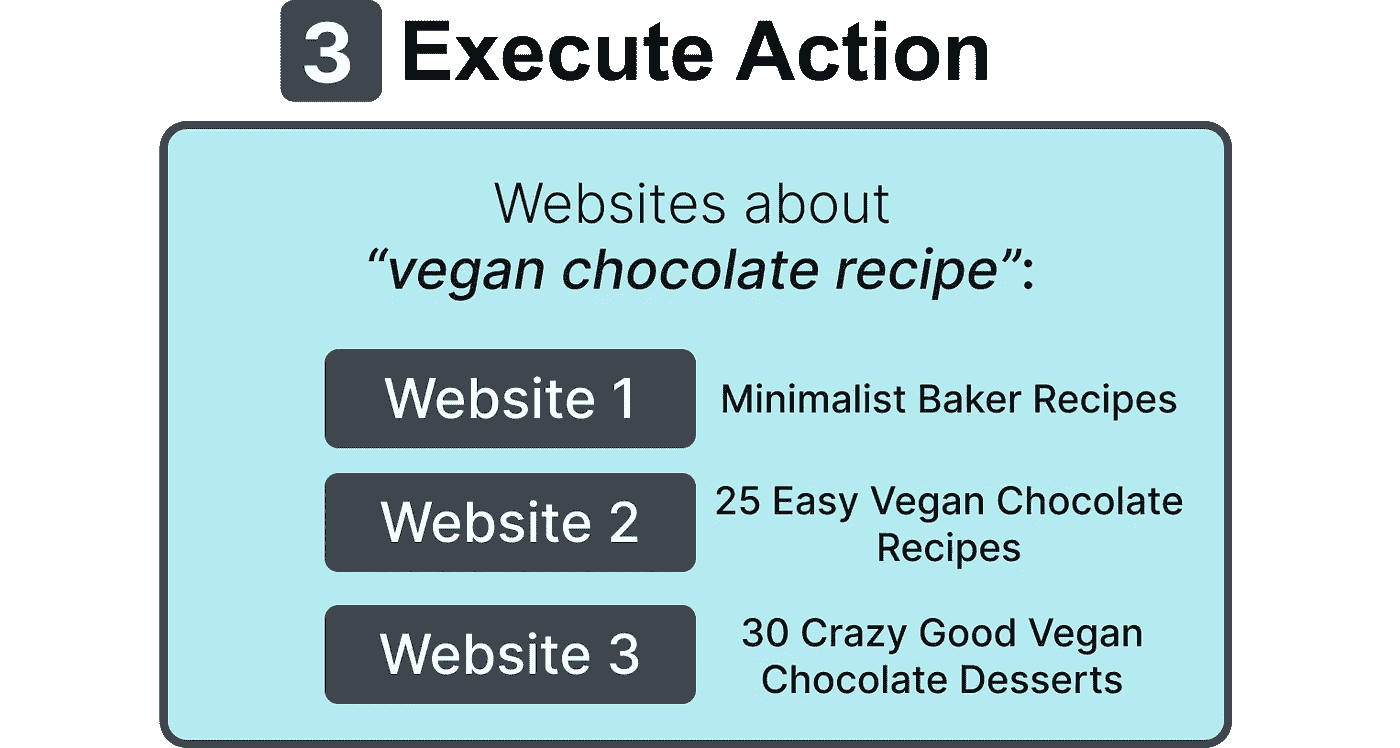 3 Execute Action
Websites about
“vegan chocolate recipe”:
Website 1 Minimalist Baker Recipes
Website 2 25 Easy Vegan Chocolate
Recipes
Website 3 30 Crazy Good Vegan
Chocolate Desserts